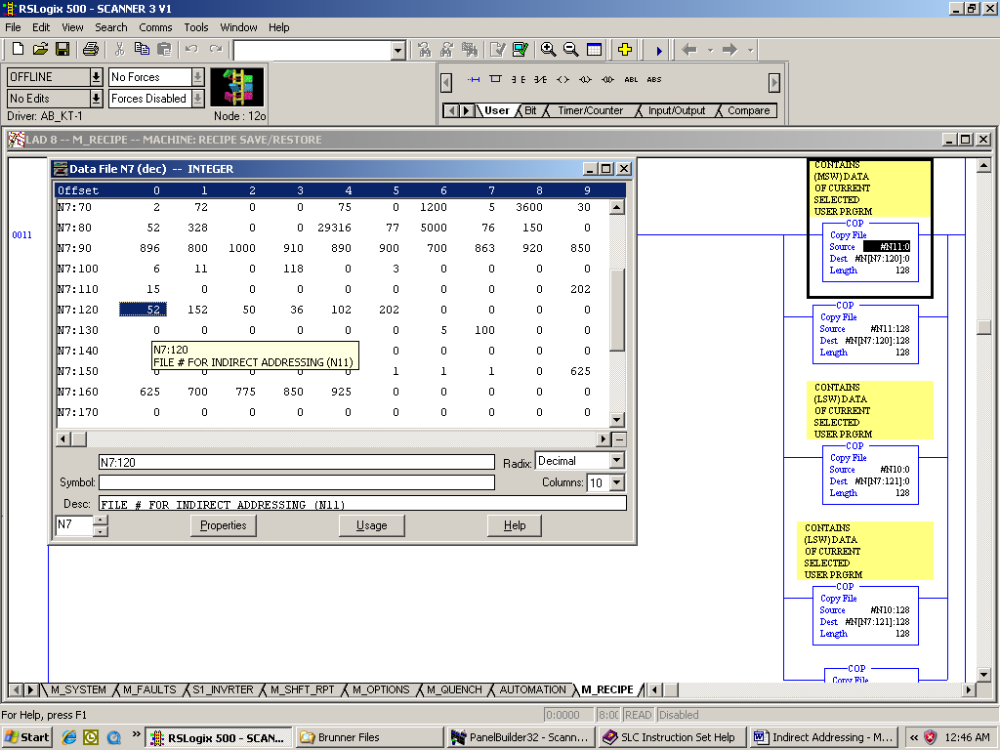 RSLogix 500 - SCANNER 3 V1
File Edit View Search Comms Tools Window Help
OFFLINE No Forces
No Edits Forces Disabled
Driver: AB_KT-1 Node : 12o
ABL ABS
User Bit Timer/Counter Input/Output Compare
LAD 8 -- M_RECIPE -- MACHINE: RECIPE SAVE/RESTORE
Data File N7 (dec) -- INTEGER
Offset 0 1 2 3 4 5 6 7 8 9
N7:70 2 72 0 0 75 0 1200 5 3600 30
N7:80 52 328 0 0 29316 77 5000 76 150 0
N7:90 896 800 1000 910 890 900 700 863 920 850
N7:100 6 11 0 118 0 3 0 0 0 0
N7:110 15 0 0 0 0 0 0 0 0 202
N7:120 52 152 50 36 102 202 0 0 0 0
N7:130 0 0 0 0 0 0 5 100 0 0
N7:140 0 0 0 0 0
N7:120
FILE # FOR INDIRECT ADDRESSING (N11)
N7:150 0 0 0 0 1 1 1 0 625
N7:160 625 700 775 850 925 0 0 0 0 0
N7:170 0 0 0 0 0 0 0 0 0 0
N7:120
Radix: Decimal
Symbol:
Columns: 10
Desc: FILE # FOR INDIRECT ADDRESSING (N11)
N7
Properties Usage Help
0011
CONTAINS
(MSW) DATA
OF CURRENT
SELECTED
USER PRGRM
COP
Copy File
Source #N11:0
Dest #N[N7:120]:0
Length 128
COP
Copy File
Source #N11:128
Dest #N[N7:120]:128
Length 128
CONTAINS
(LSW) DATA
OF CURRENT
SELECTED
USER PRGRM
COP
Copy File
Source #N10:0
Dest #N[N7:121]:0
Length 128
CONTAINS
(LSW) DATA
OF CURRENT
SELECTED
USER PRGRM
COP
Copy File
Source #N10:128
Dest #N[N7:121]:128
Length 128
COP
Copy File
M_SYSTEM M_FAULTS S1_INVRTER M_SHFT_RPT M_OPTIONS M_QUENCH AUTOMATION M_RECIPE
For Help, press F1 0:0000 8:00 READ Disabled
Start RSLogix 500 - SCAN... Brunner Files PanelBuilder32 - Scann... SLC Instruction Set Help Indirect Addressing - M... 12:46 AM